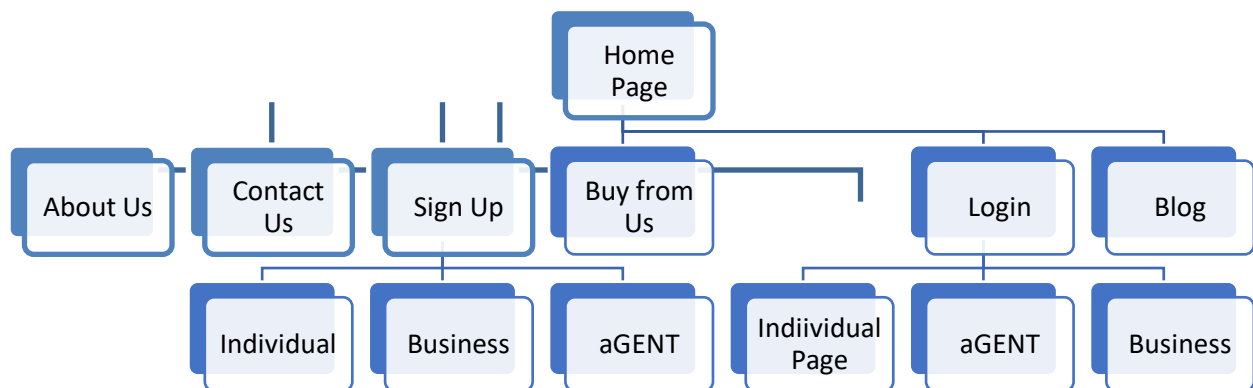 Home
Page
About Us
Contact
Us
Sign Up
Buy from
Us
Login
Blog
Individual
Business
aGENT
Indiividual
Page
aGENT
Business